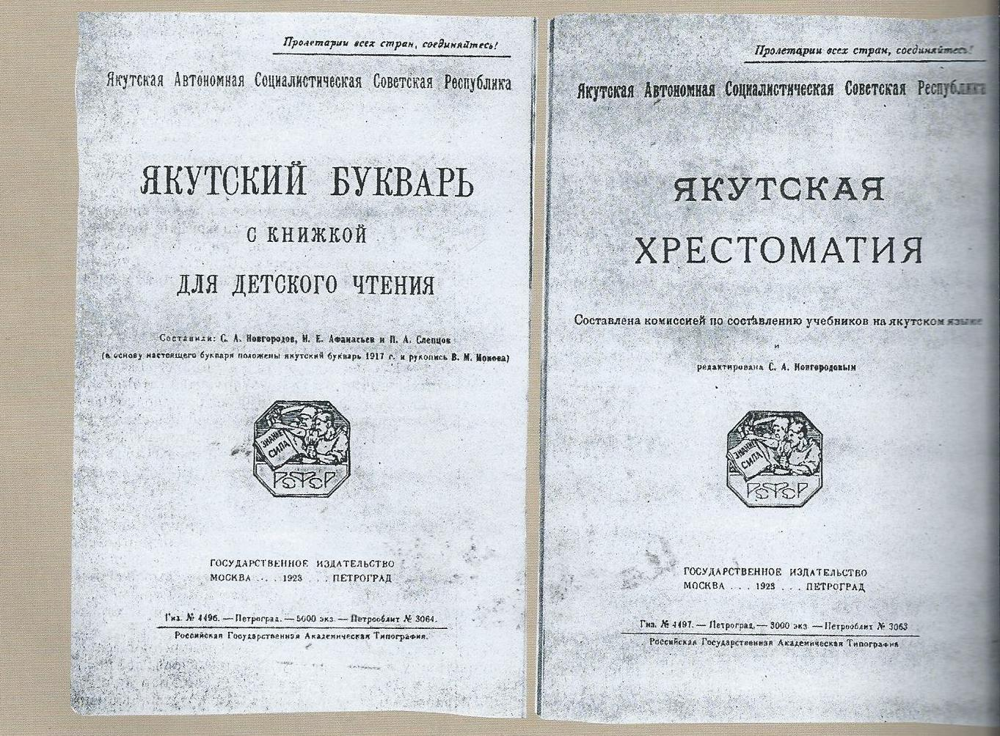 Пролетарии всех стран, соединяйтесь!
Якутская Автономная Социалистическая Советская Республика
ЯКУТСКИЙ БУКВАРЬ
С КНИЖКОЙ
ДЛЯ ДЕТСКОГО ЧТЕНИЯ
Составили: С. А. Новгородов, Н. Е. Афанасьев и П. А. Слепцов
(в основу настоящего букваря положены якутский букварь 1917 г. и рукопись В. М. Ионова)
ЗНАНИЕ
СИЛА
РСФСР
ГОСУДАРСТВЕННОЕ ИЗДАТЕЛЬСТВО
МОСКВА . . . 1923 . . . ПЕТРОГРАД
Гиз. № 4496. — Петроград. — 5000 экз. — Петрооблит № 3064.
Российская Государственная Академическая Типография.
Пролетарии всех стран, соединяйтесь!
Якутская Автономная Социалистическая Советская Республика
ЯКУТСКАЯ
ХРЕСТОМАТИЯ
Составлена комиссией по составлению учебников на якутском языке
и
редактирована С. А. Новгородовым
ЗНАНИЕ
СИЛА
РСФСР
ГОСУДАРСТВЕННОЕ ИЗДАТЕЛЬСТВО
МОСКВА . . . 1923 . . . ПЕТРОГРАД
Гиз. № 4497. — Петроград. — 3000 экз — Петрооблит № 3063
Российская Государственная Академическая Типография